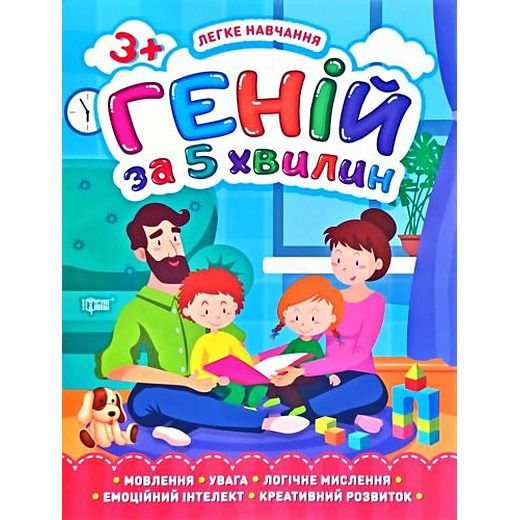 3+
ЛЕГКЕ НАВЧАННЯ
ГЕНІЙ
за 5 хвилин
• МОВЛЕННЯ • УВАГА • ЛОГІЧНЕ МИСЛЕННЯ •
• ЕМОЦІЙНИЙ ІНТЕЛЕКТ • КРЕАТИВНИЙ РОЗВИТОК •